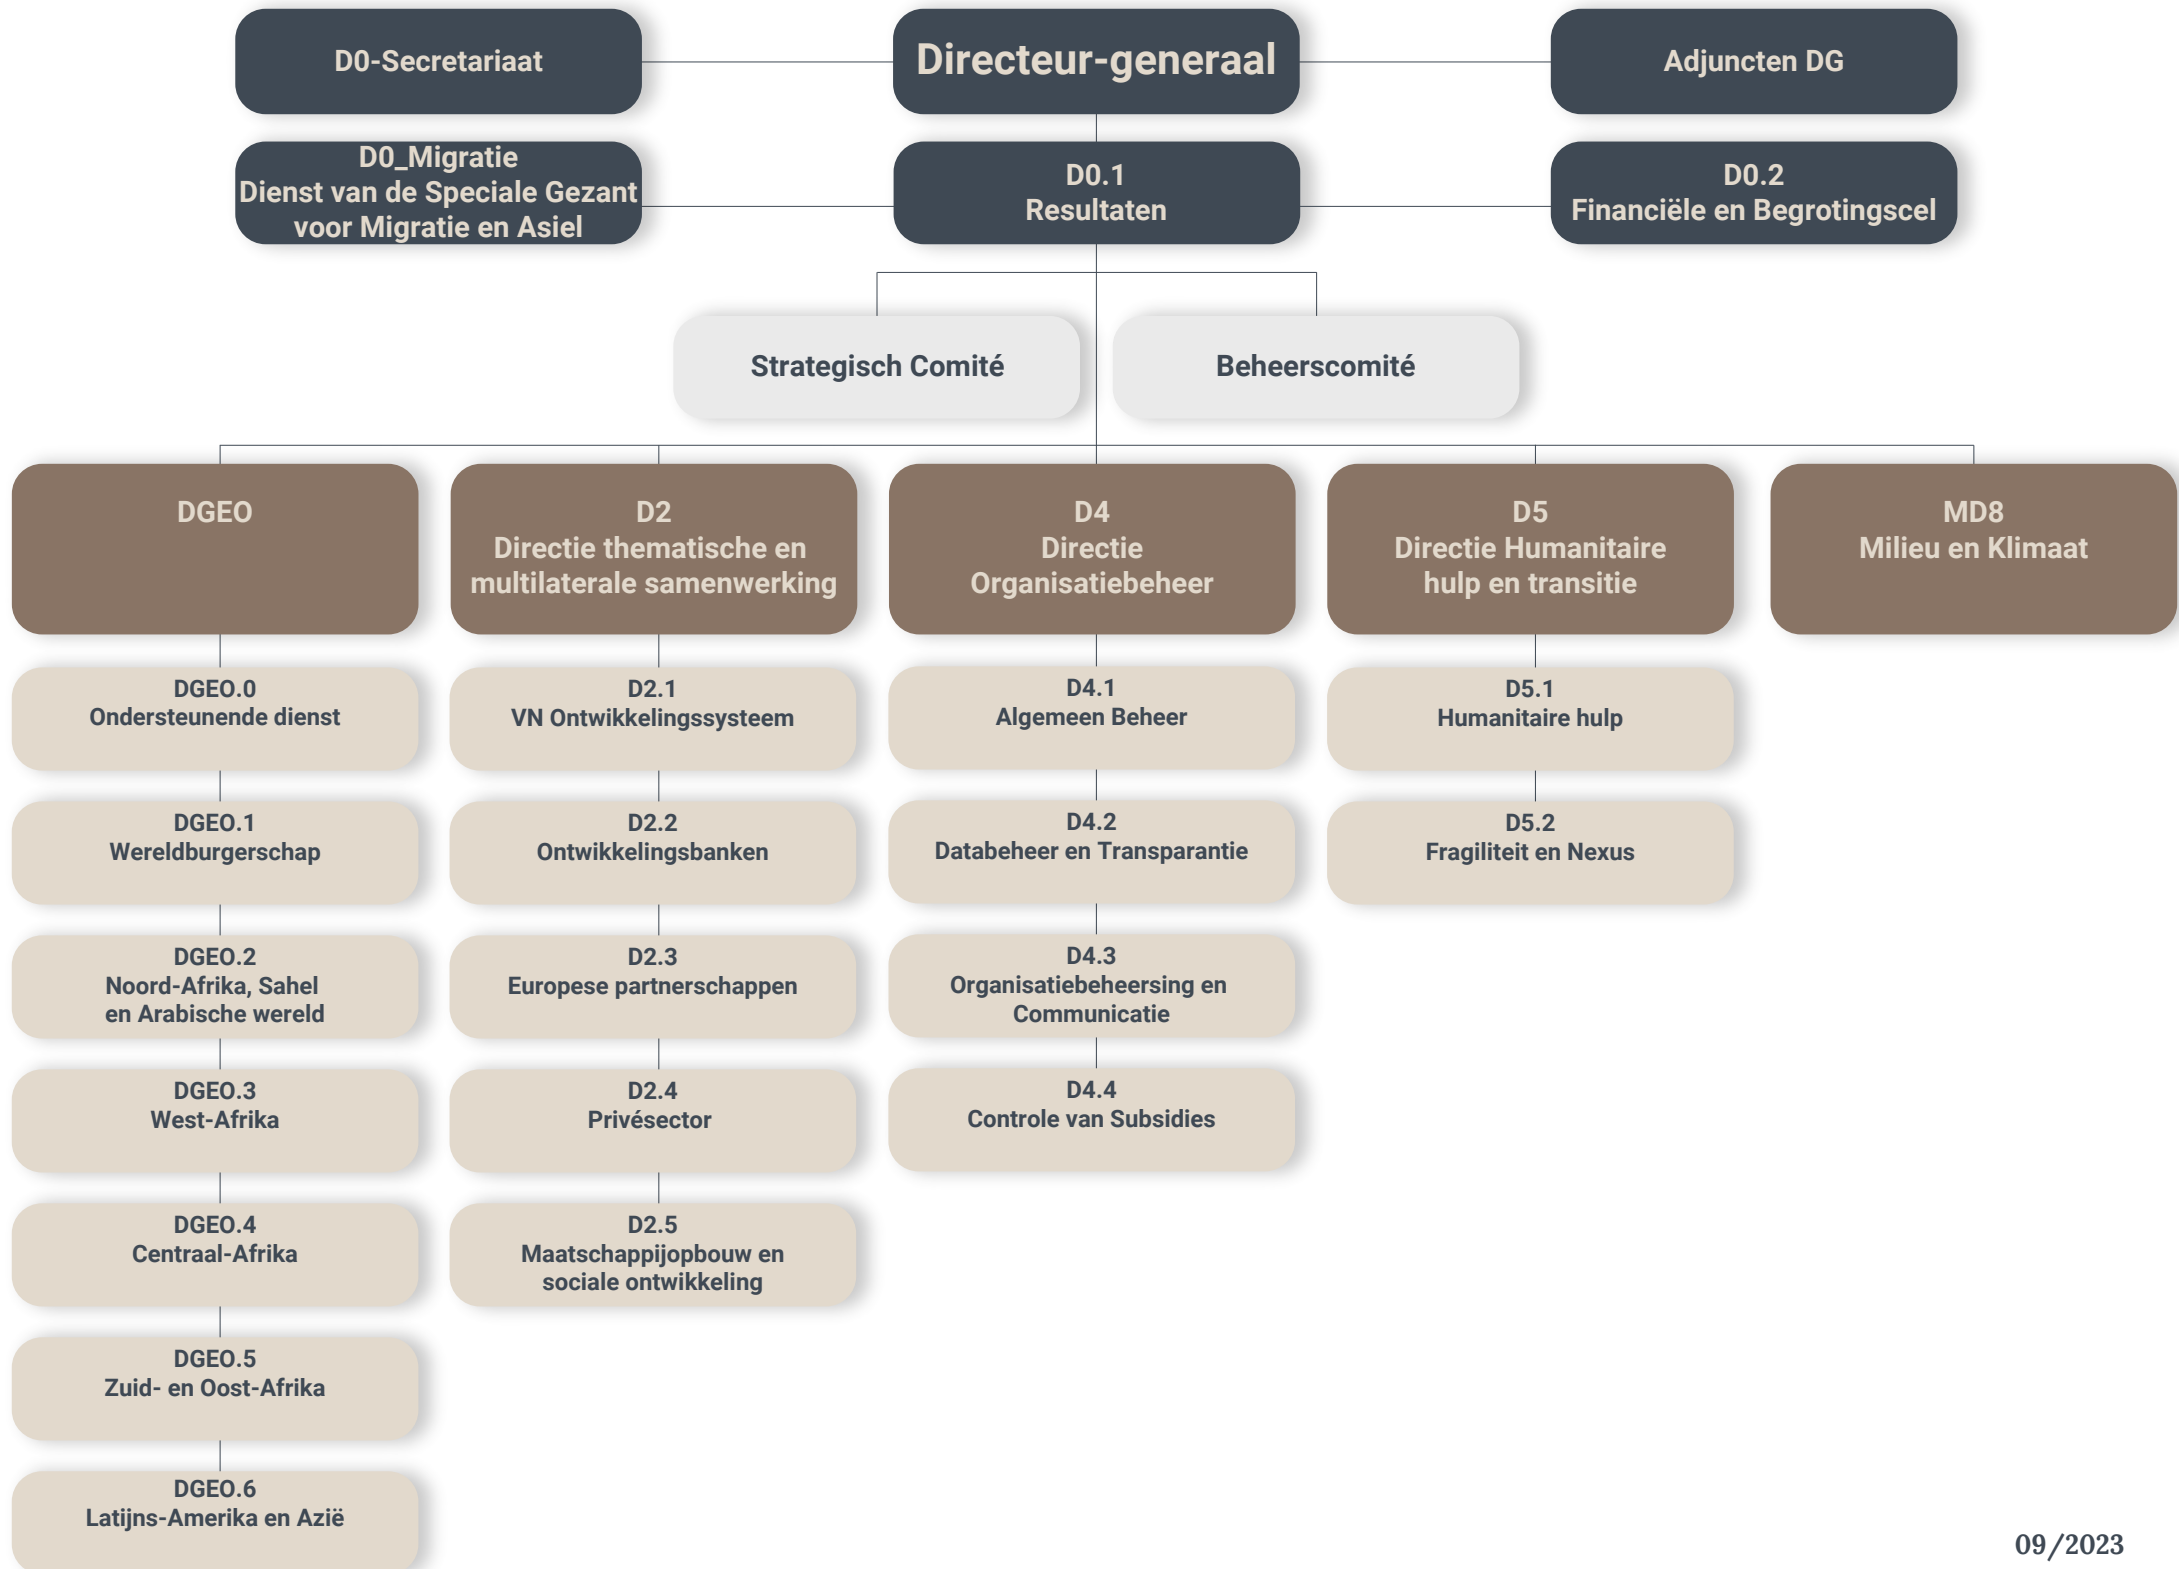 D0-Secretariaat
Directeur-generaal
Adjuncten DG
D0_Migratie
Dienst van de Speciale Gezant
voor Migratie en Asiel
D0.1
Resultaten
D0.2
Financiële en Begrotingscel
Strategisch Comité
Beheerscomité
DGEO
D2
Directie thematische en
multilaterale samenwerking
D4
Directie
Organisatiebeheer
D5
Directie Humanitaire
hulp en transitie
MD8
Milieu en Klimaat
DGEO.0
Ondersteunende dienst
DGEO.1
Wereldburgerschap
DGEO.2
Noord-Afrika, Sahel
en Arabische wereld
DGEO.3
West-Afrika
DGEO.4
Centraal-Afrika
DGEO.5
Zuid- en Oost-Afrika
DGEO.6
Latijns-Amerika en Azië
D2.1
VN Ontwikkelingssysteem
D2.2
Ontwikkelingsbanken
D2.3
Europese partnerschappen
D2.4
Privésector
D2.5
Maatschappijopbouw en
sociale ontwikkeling
D4.1
Algemeen Beheer
D4.2
Databeheer en Transparantie
D4.3
Organisatiebeheersing en
Communicatie
D4.4
Controle van Subsidies
D5.1
Humanitaire hulp
D5.2
Fragiliteit en Nexus
09/2023